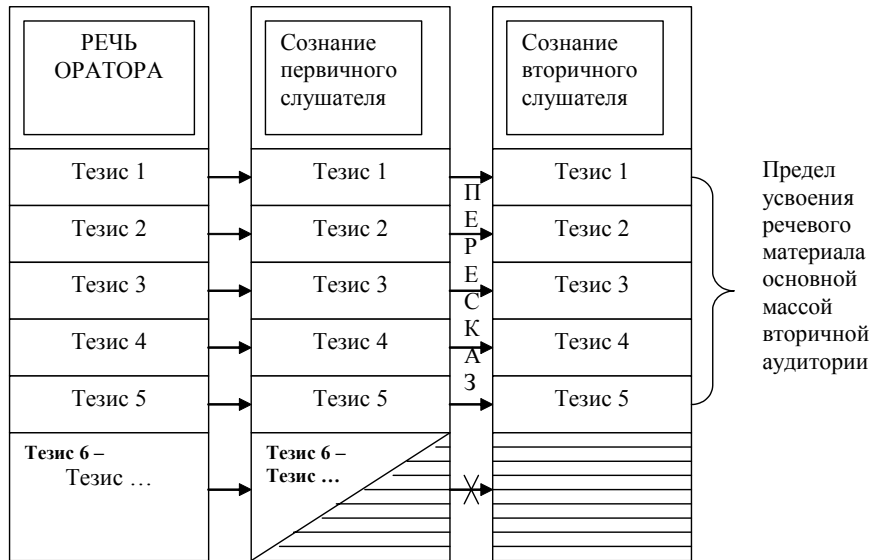 РЕЧЬ
ОРАТОРА
Сознание
первичного
слушателя
Сознание
вторичного
слушателя
Тезис 1
Тезис 1
Тезис 1
Тезис 2
Тезис 2
Тезис 2
Тезис 3
Тезис 3
Тезис 3
Тезис 4
Тезис 4
Тезис 4
Тезис 5
Тезис 5
Тезис 5
Тезис 6 –
Тезис …
Тезис 6 –
Тезис …
ПЕРЕСКАЗ
Предел
усвоения
речевого
материала
основной
массой
вторичной
аудитории